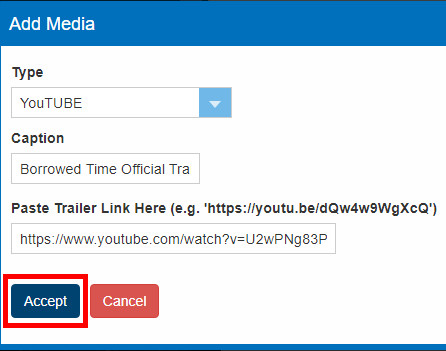 Add Media
Type
YouTUBE
Caption
Borrowed Time Official Tra
Paste Trailer Link Here (e.g. 'https://youtu.be/dQw4w9WgXcQ')
https://www.youtube.com/watch?v=U2wPNg83P
Accept Cancel